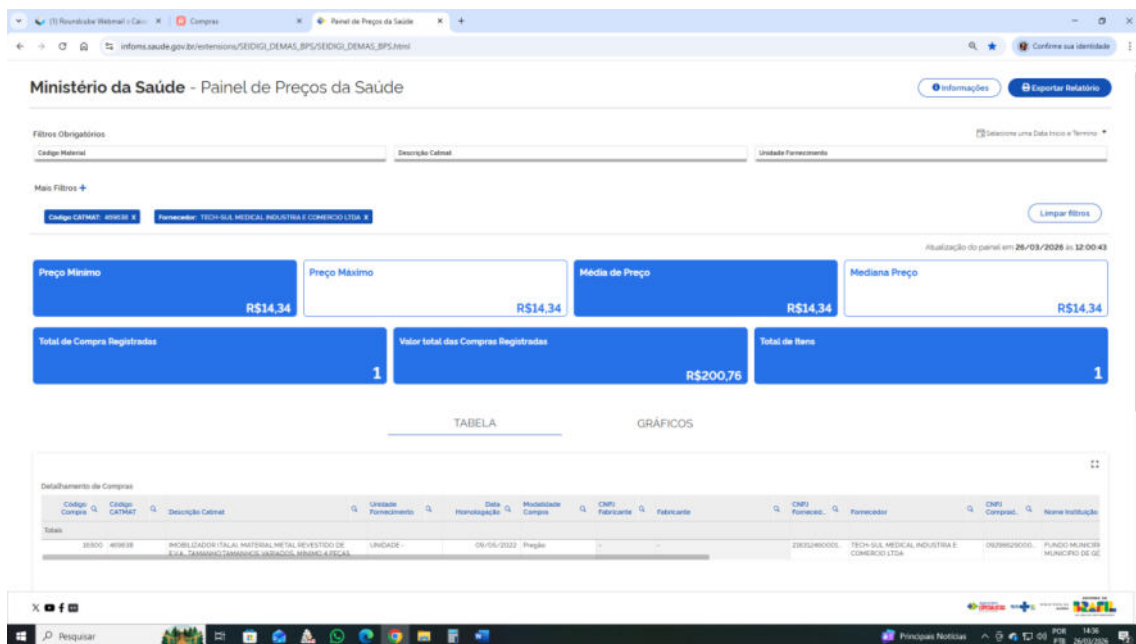 (1) Roundcube Webmail :: Cai
Compras
Painel de Preços da Saúde
infoms.saude.gov.br/extensions/SEIDIGI_DEMAS_BPS/SEIDIGI_DEMAS_BPS.html
Confirme sua identidade
Ministério da Saúde - Painel de Preços da Saúde
Informações
Exportar Relatório
Filtros Obrigatórios
Selecione uma Data Inicio e Termino
Código Material
Descrição Catmat
Unidade Fornecimento
Mais Filtros +
Código CATMAT: 469838 X
Fornecedor: TECH-SUL MEDICAL INDUSTRIA E COMERCIO LTDA X
Limpar filtros
Atualização do painel em 26/03/2026 às 12:00:43
Preço Mínimo
R$14,34
Preço Máximo
R$14,34
Média de Preço
R$14,34
Mediana Preço
R$14,34
Total de Compra Registradas
1
Valor total das Compras Registradas
R$200,76
Total de Itens
1
TABELA
GRÁFICOS
Detalhamento de Compras
Código Compra
Código CATMAT
Descrição Catmat
Unidade Fornecimento
Data Homologação
Modalidade Compra
CNPJ Fabricante
Fabricante
CNPJ Forneced..
Fornecedor
CNPJ Comprad..
Nome Instituição
Totais
469838
IMOBILIZADOR (TALA), MATERIAL:METAL REVESTIDO DE
E.V.A., TAMANHO:TAMANHOS VARIADOS, MÍNIMO 4 PEÇAS
UNIDADE -
09/05/2022
Pregão
-
-
TECH-SUL MEDICAL INDUSTRIA E
COMERCIO LTDA
FUNDO MUNICIP
MUNICIPIO DE
BRASIL
Pesquisar
Principais Notícias
POR
PTB
14:36
26/03/2026